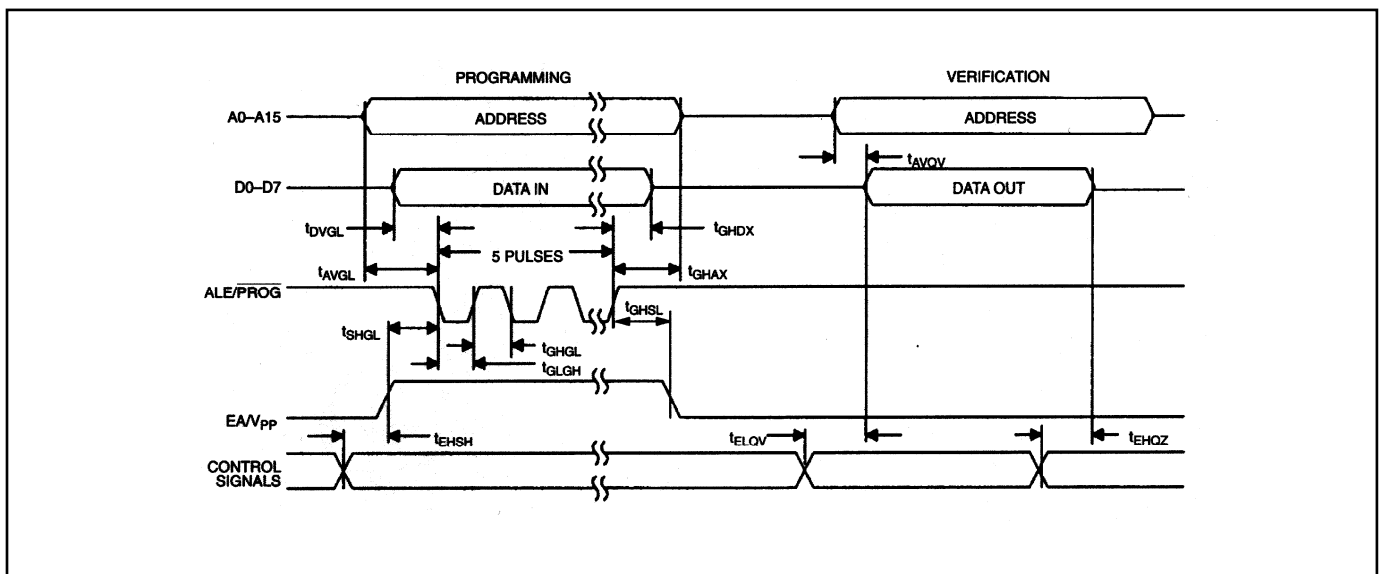 PROGRAMMING
VERIFICATION
A0–A15
ADDRESS
ADDRESS
tAVQV
D0–D7
DATA IN
DATA OUT
tDVGL
tGHDX
5 PULSES
tAVGL
tGHAX
ALE/PROG
tGHSL
tSHGL
tGHGL
tGLGH
EA/VPP
tEHSH
tELQV
tEHQZ
CONTROL
SIGNALS